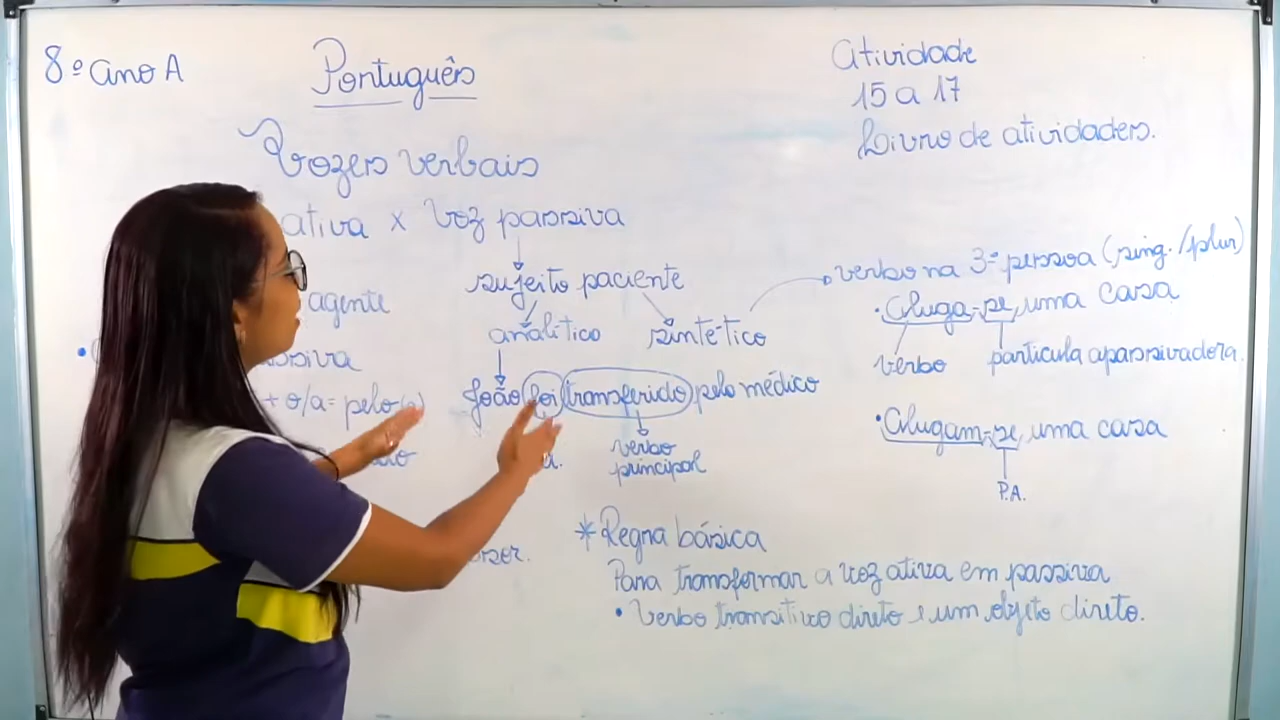 8º ano A
Português
Atividade
15 a 17
Livro de atividades.
Vozes verbais
ativa x Voz passiva
sujeito paciente
agente
analítico
sintético
verbo na 3ª pessoa (sing./plur)
• Aluga-se, uma casa
verbo
partícula apassivadora.
+ o/a = pelo(a)
João foi transferido pelo médico
verbo
principal
• Alugam-se, uma casa
P.A.
* Regra básica
Para transformar a voz ativa em passiva
• Verbo transitivo direto e um objeto direto.